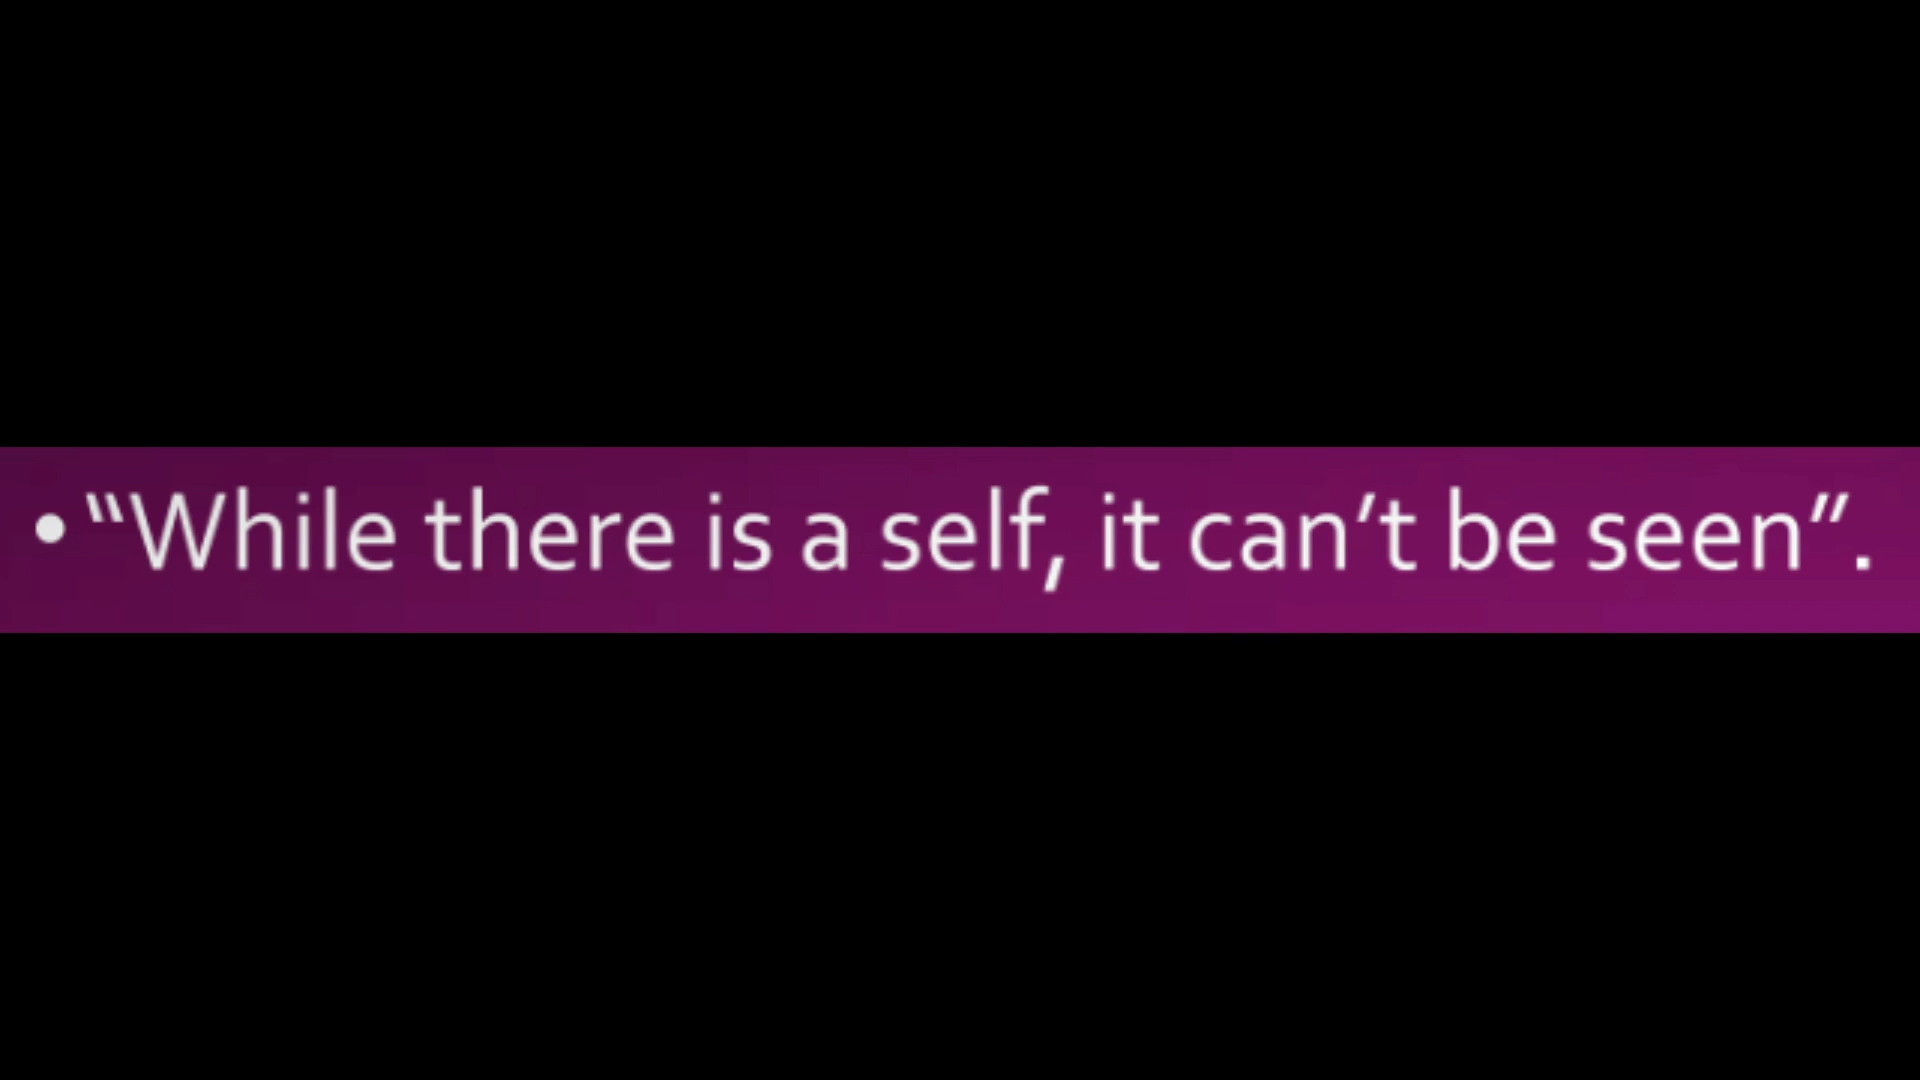 •“While there is a self, it can’t be seen”.